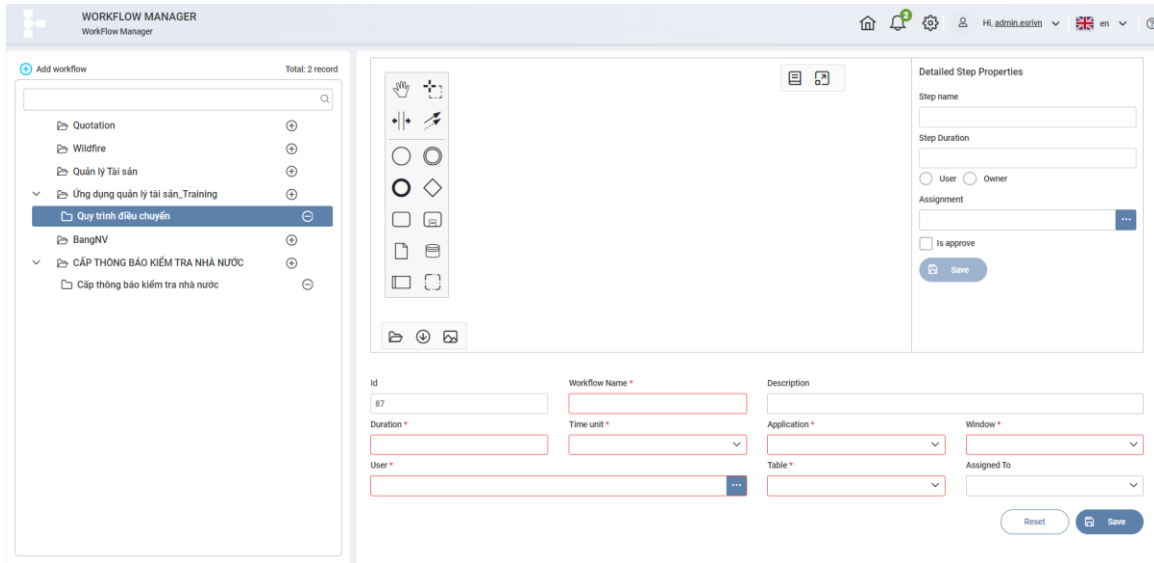 WORKFLOW MANAGER
WorkFlow Manager
2
Hi, admin.esrivn
en
Add workflow
Total: 2 record
Quotation
Wildfire
Quản lý Tài sản
Ứng dụng quản lý tài sản_Training
Quy trình điều chuyển
BangNV
CẤP THÔNG BÁO KIỂM TRA NHÀ NƯỚC
Cấp thông báo kiểm tra nhà nước
Detailed Step Properties
Step name
Step Duration
User Owner
Assignment
...
Is approve
Save
Id Workflow Name * Description
87
Duration * Time unit * Application * Window *
User * Table * Assigned To
...
Reset Save